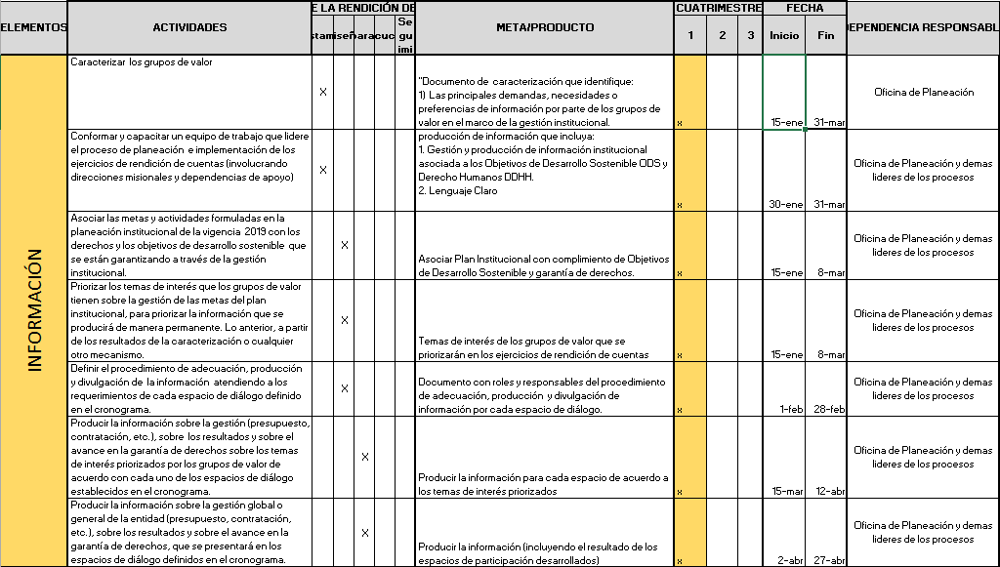 E LA RENDICIÓN DE
CUATRIMESTRE
FECHA
ELEMENTOS
ACTIVIDADES
META/PRODUCTO
EPENDENCIA RESPONSABL
Se
gu
imi
1 2 3 Inicio Fin
INFORMACIÓN
Caracterizar los grupos de valor
X
"Documento de caracterización que identifique:
1) Las principales demandas, necesidades o
preferencias de información por parte de los grupos de
valor en el marco de la gestión institucional.
x
15-ene 31-mar
Oficina de Planeación
Conformar y capacitar un equipo de trabajo que lidere
el proceso de planeación e implementación de los
ejercicios de rendición de cuentas (involucrando
direcciones misionales y dependencias de apoyo)
X
producción de información que incluya:
1. Gestión y producción de información institucional
asociada a los Objetivos de Desarrollo Sostenible ODS y
Derecho Humanos DDHH.
2. Lenguaje Claro
x
30-ene 31-mar
Oficina de Planeación y demas
lideres de los procesos
Asociar las metas y actividades formuladas en la
planeación institucional de la vigencia 2019 con los
derechos y los objetivos de desarrollo sostenible que
se están garantizando a través de la gestión
institucional.
X
Asociar Plan Institucional con complimiento de Objetivos
de Desarrollo Sostenible y garantía de derechos.
x
15-ene 8-mar
Oficina de Planeación y demas
lideres de los procesos
Priorizar los temas de interés que los grupos de valor
tienen sobre la gestión de las metas del plan
institucional, para priorizar la información que se
producirá de manera permanente. Lo anterior, a partir
de los resultados de la caracterización o cualquier
otro mecanismo.
X
Temas de interés de los grupos de valor que se
priorizarán en los ejercicios de rendición de cuentas
x
15-ene 8-mar
Oficina de Planeación y demas
lideres de los procesos
Definir el procedimiento de adecuación, producción
y divulgación de la información atendiendo a los
requerimientos de cada espacio de diálogo definido
en el cronograma.
X
Documento con roles y responsables del procedimiento
de adecuación, producción y divulgación de
información por cada espacio de diálogo.
x
1-feb 28-feb
Oficina de Planeación y demas
lideres de los procesos
Producir la información sobre la gestión (presupuesto,
contratación, etc.), sobre los resultados y sobre el
avance en la garantía de derechos sobre los temas
de interés priorizados por los grupos de valor de
acuerdo con cada uno de los espacios de diálogo
establecidos en el cronograma.
X
Producir la información para cada espacio de acuerdo a
los temas de interés priorizados
x
15-mar 12-abr
Oficina de Planeación y demas
lideres de los procesos
Producir la información sobre la gestión global o
general de la entidad (presupuesto, contratación,
etc.), sobre los resultados y sobre el avance en la
garantía de derechos, que se presentará en los
espacios de diálogo definidos en el cronograma.
X
Producir la información (incluyendo el resultado de los
espacios de participación desarrollados)
x
2-abr 27-abr
Oficina de Planeación y demas
lideres de los procesos